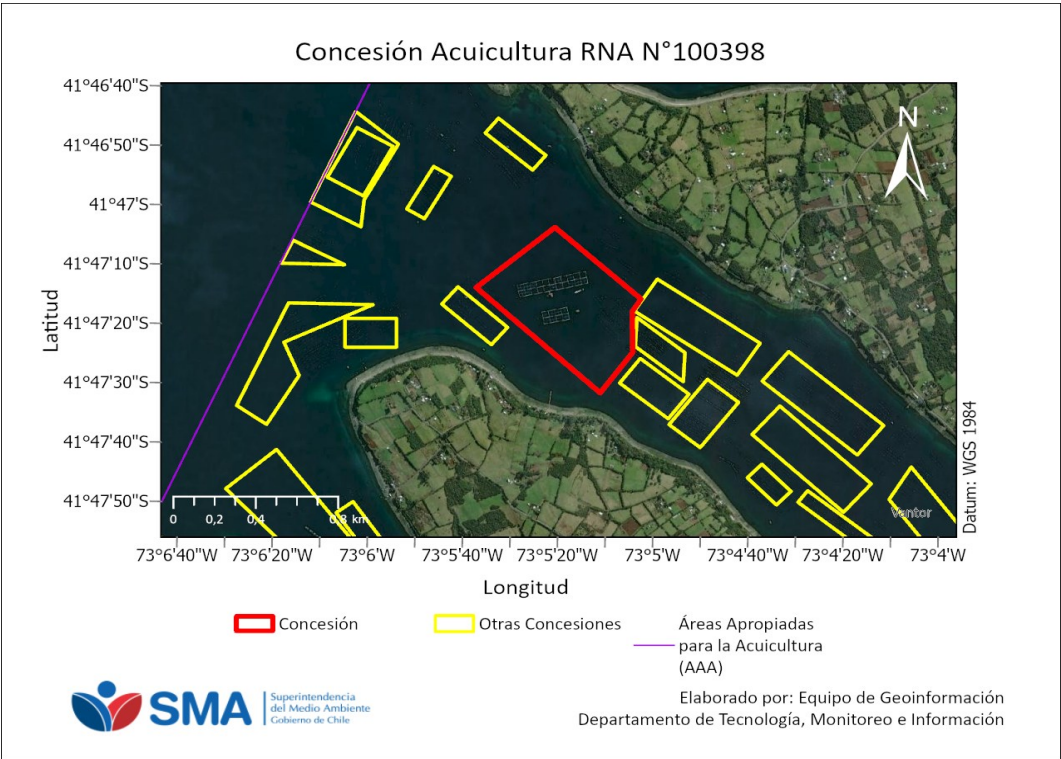 Concesión Acuicultura RNA N°100398
N
41°46'40"S
41°46'50"S
41°47'S
41°47'10"S
41°47'20"S
41°47'30"S
41°47'40"S
41°47'50"S
Latitud
Datum: WGS 1984
Vantor
0 0,2 0,4 0,8 km
73°6'40"W 73°6'20"W 73°6'W 73°5'40"W 73°5'20"W 73°5'W 73°4'40"W 73°4'20"W 73°4'W
Longitud
Concesión
Otras Concesiones
Áreas Apropiadas
para la Acuicultura
(AAA)
SMA
Superintendencia
del Medio Ambiente
Gobierno de Chile
Elaborado por: Equipo de Geoinformación
Departamento de Tecnología, Monitoreo e Información